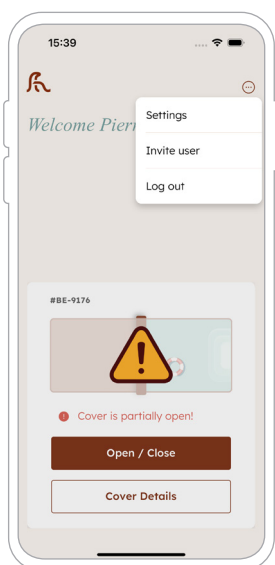 15:39
Welcome Pierr
Settings
Invite user
Log out
#BE-9176
Cover is partially open!
Open / Close
Cover Details